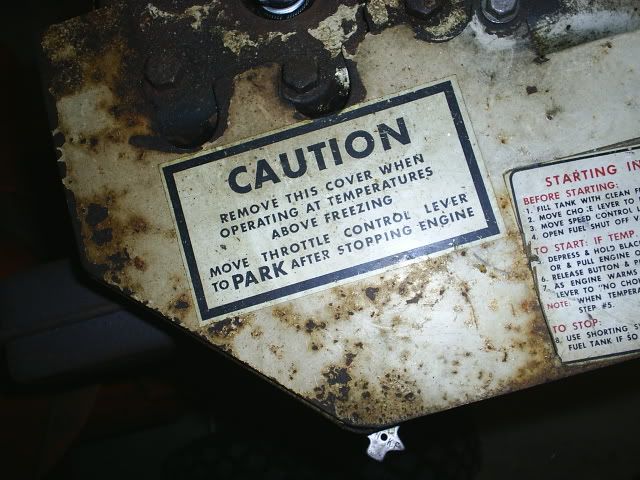 CAUTION
REMOVE THIS COVER WHEN
OPERATING AT TEMPERATURES
ABOVE FREEZING
MOVE THROTTLE CONTROL LEVER
TO PARK AFTER STOPPING ENGINE
STARTING IN
BEFORE STARTING:
1. FILL TANK WITH CLEAN
2. MOVE CHO E LEVER TO
3. MOVE SPEED CONTROL
4. OPEN FUEL SHUT OFF
TO START: IF TEMP.
DEPRESS & HOLD BLAC
OR & PULL ENGINE C
6. RELEASE BUTTON & P
7. AS ENGINE WARMS
LEVER TO "NO CHO
NOTE: WHEN TEMPERA
STEP #5.
TO STOP:
8. USE SHORTING S
FUEL TANK IF SO